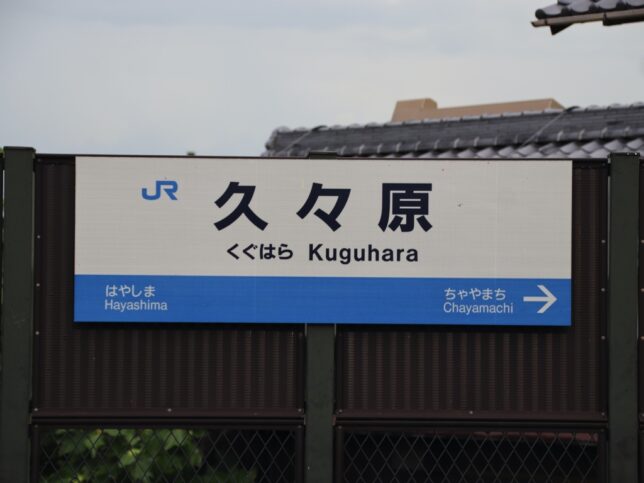 JR 久々原
くぐはら Kuguhara
はやしま
Hayashima
ちゃやまち
Chayamachi